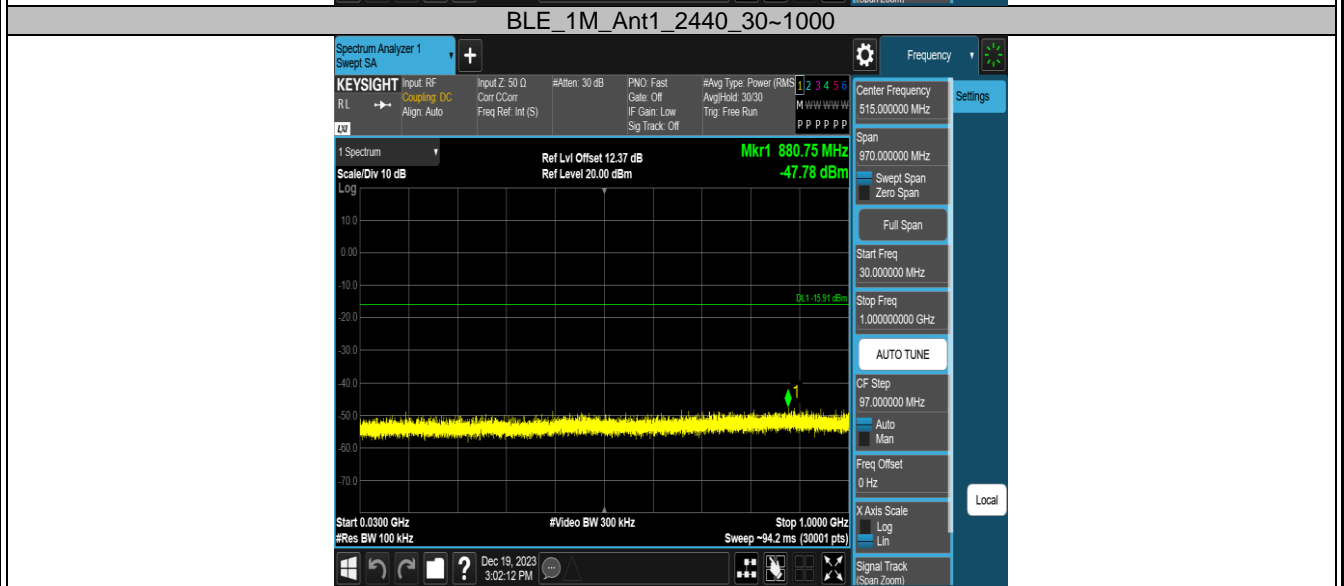 (Span Zoom)
BLE_1M_Ant1_2440_30~1000
Spectrum Analyzer 1
Swept SA
Frequency
KEYSIGHT
Input: RF
Coupling: DC
Align: Auto
Input Z: 50 Ω
Corr CCorr
Freq Ref: Int (S)
#Atten: 30 dB
PNO: Fast
Gate: Off
IF Gain: Low
Sig Track: Off
#Avg Type: Power (RMS
Avg|Hold: 30/30
Trig: Free Run
1 2 3 4 5 6
M W W W W W
P P P P P P
R L
LXI
Center Frequency
515.000000 MHz
Settings
1 Spectrum
Scale/Div 10 dB
Log
Ref Lvl Offset 12.37 dB
Ref Level 20.00 dBm
Mkr1 880.75 MHz
-47.78 dBm
Span
970.000000 MHz
Swept Span
Zero Span
Full Span
Start Freq
30.000000 MHz
Stop Freq
1.000000000 GHz
AUTO TUNE
CF Step
97.000000 MHz
Auto
Man
Freq Offset
0 Hz
X Axis Scale
Log
Lin
Local
Signal Track
(Span Zoom)
10.0
0.00
-10.0
DL1 -15.91 dBm
-20.0
-30.0
-40.0
1
-50.0
-60.0
-70.0
Start 0.0300 GHz
#Res BW 100 kHz
#Video BW 300 kHz
Stop 1.0000 GHz
Sweep ~94.2 ms (30001 pts)
?
Dec 19, 2023
3:02:12 PM